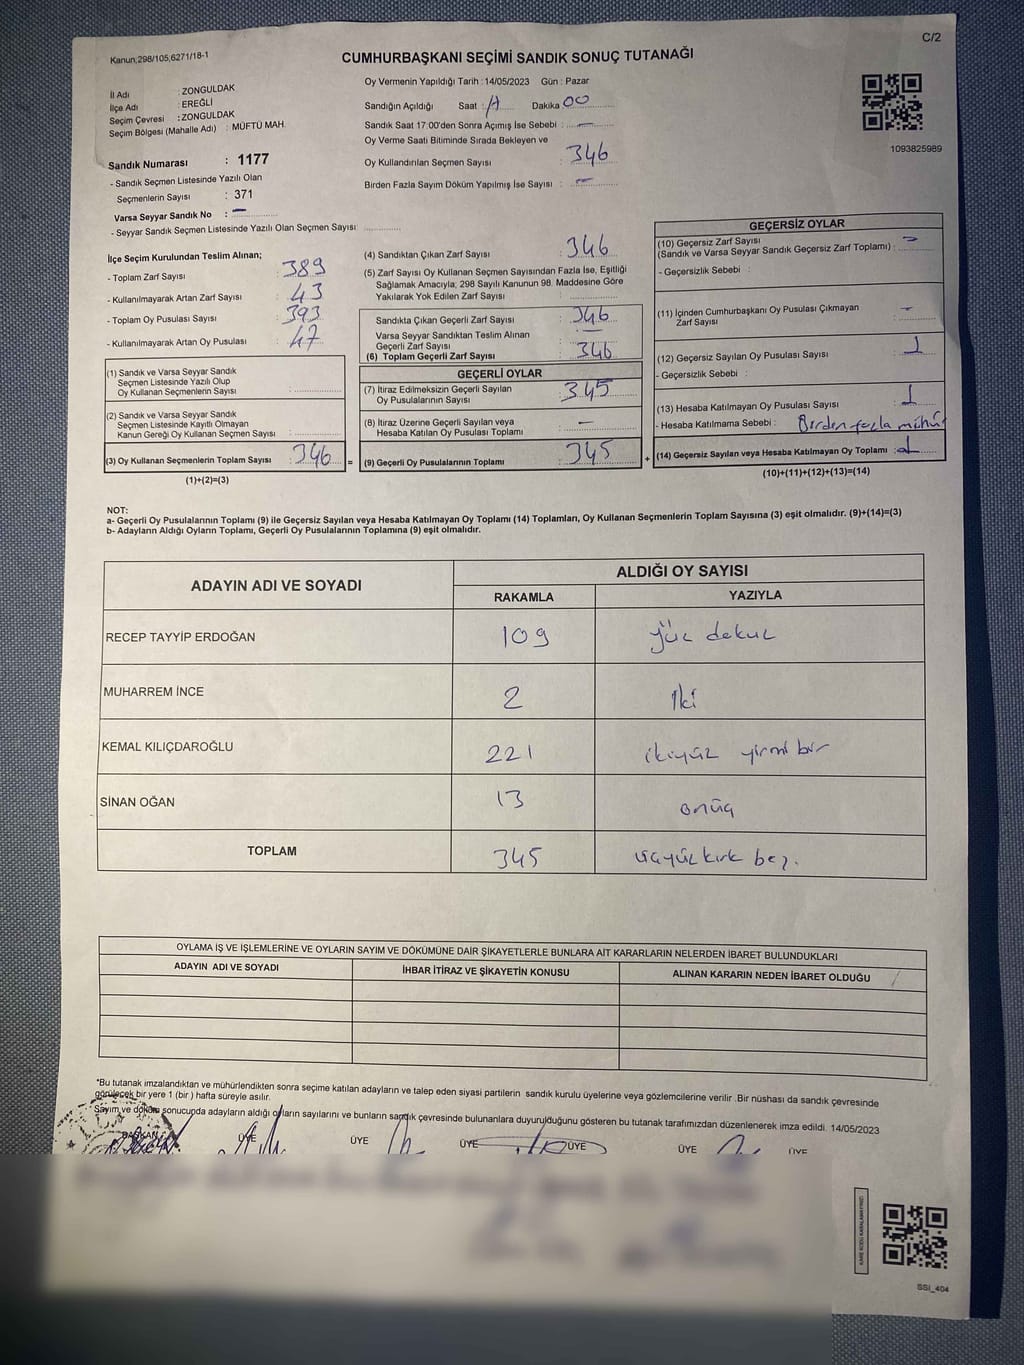 C/2
Kanun;298/105,6271/18-1
CUMHURBAŞKANI SEÇİMİ SANDIK SONUÇ TUTANAĞI
İl Adı : ZONGULDAK
İlçe Adı : EREĞLİ
Seçim Çevresi : ZONGULDAK
Seçim Bölgesi (Mahalle Adı) : MÜFTÜ MAH.
Sandık Numarası : 1177
- Sandık Seçmen Listesinde Yazılı Olan
Seçmenlerin Sayısı : 371
Varsa Seyyar Sandık No : —
- Seyyar Sandık Seçmen Listesinde Yazılı Olan Seçmen Sayısı:
Oy Vermenin Yapıldığı Tarih :14/05/2023 Gün : Pazar
Sandığın Açıldığı Saat : Dakika 00
Sandık Saat 17:00'den Sonra Açımış İse Sebebi : —
Oy Verme Saati Bitiminde Sırada Bekleyen ve
Oy Kullandırılan Seçmen Sayısı : 346
Birden Fazla Sayım Döküm Yapılmış İse Sayısı : —
1093825989
İlçe Seçim Kurulundan Teslim Alınan;
- Toplam Zarf Sayısı : 389
- Kullanılmayarak Artan Zarf Sayısı : 43
- Toplam Oy Pusulası Sayısı : 393
- Kullanılmayarak Artan Oy Pusulası : 47
(1) Sandık ve Varsa Seyyar Sandık
Seçmen Listesinde Yazılı Olup
Oy Kullanan Seçmenlerin Sayısı :
(2) Sandık ve Varsa Seyyar Sandık
Seçmen Listesinde Kayıtlı Olmayan
Kanun Gereği Oy Kullanan Seçmen Sayısı :
(3) Oy Kullanan Seçmenlerin Toplam Sayısı : 346 =
(1)+(2)=(3)
(4) Sandıktan Çıkan Zarf Sayısı : 346
(5) Zarf Sayısı Oy Kullanan Seçmen Sayısından Fazla İse, Eşitliği
Sağlamak Amacıyla; 298 Sayılı Kanunun 98. Maddesine Göre
Yakılarak Yok Edilen Zarf Sayısı :
Sandıkta Çıkan Geçerli Zarf Sayısı : 346
Varsa Seyyar Sandıktan Teslim Alınan
Geçerli Zarf Sayısı : —
(6) Toplam Geçerli Zarf Sayısı : 346
GEÇERLİ OYLAR
(7) İtiraz Edilmeksizin Geçerli Sayılan
Oy Pusulalarının Sayısı : 345
(8) İtiraz Üzerine Geçerli Sayılan veya
Hesaba Katılan Oy Pusulası Toplamı : —
(9) Geçerli Oy Pusulalarının Toplamı : 345 +
GEÇERSİZ OYLAR
(10) Geçersiz Zarf Sayısı
(Sandık ve Varsa Seyyar Sandık Geçersiz Zarf Toplamı) : —
- Geçersizlik Sebebi :
(11) İçinden Cumhurbaşkanı Oy Pusulası Çıkmayan
Zarf Sayısı : —
(12) Geçersiz Sayılan Oy Pusulası Sayısı : 1
- Geçersizlik Sebebi :
(13) Hesaba Katılmayan Oy Pusulası Sayısı : 1
- Hesaba Katılmama Sebebi : Birden fazla mühür
(14) Geçersiz Sayılan veya Hesaba Katılmayan Oy Toplamı :
(10)+(11)+(12)+(13)=(14)
NOT:
a- Geçerli Oy Pusulalarının Toplamı (9) ile Geçersiz Sayılan veya Hesaba Katılmayan Oy Toplamı (14) Toplamları, Oy Kullanan Seçmenlerin Toplam Sayısına (3) eşit olmalıdır. (9)+(14)=(3)
b- Adayların Aldığı Oyların Toplamı, Geçerli Oy Pusulalarının Toplamına (9) eşit olmalıdır.
ADAYIN ADI VE SOYADI
ALDIĞI OY SAYISI
RAKAMLA YAZIYLA
RECEP TAYYİP ERDOĞAN 109 yüz dokuz
MUHARREM İNCE 2 İki
KEMAL KILIÇDAROĞLU 221 ikiyüz yirmi bir
SİNAN OĞAN 13 onüç
TOPLAM 345 üçyüz kırk beş.
OYLAMA İŞ VE İŞLEMLERİNE VE OYLARIN SAYIM VE DÖKÜMÜNE DAİR ŞİKAYETLERLE BUNLARA AİT KARARLARIN NELERDEN İBARET BULUNDUKLARI
ADAYIN ADI VE SOYADI İHBAR İTİRAZ VE ŞİKAYETİN KONUSU ALINAN KARARIN NEDEN İBARET OLDUĞU
*Bu tutanak imzalandıktan ve mühürlendikten sonra seçime katılan adayların ve talep eden siyasi partilerin sandık kurulu üyelerine veya gözlemcilerine verilir .Bir nüshası da sandık çevresinde
görülecek bir yere 1 (bir ) hafta süreyle asılır.
Sayım ve döküm sonucunda adayların aldığı oyların sayılarını ve bunların sandık çevresinde bulunanlara duyurulduğunu gösteren bu tutanak tarafımızdan düzenlenerek imza edildi. 14/05/2023
BAŞKAN ÜYE ÜYE ÜYE ÜYE ÜYE ÜYE
SSI_404